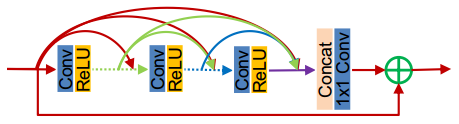 Conv
ReLU
Conv
ReLU
Conv
ReLU
Concat
1x1 Conv